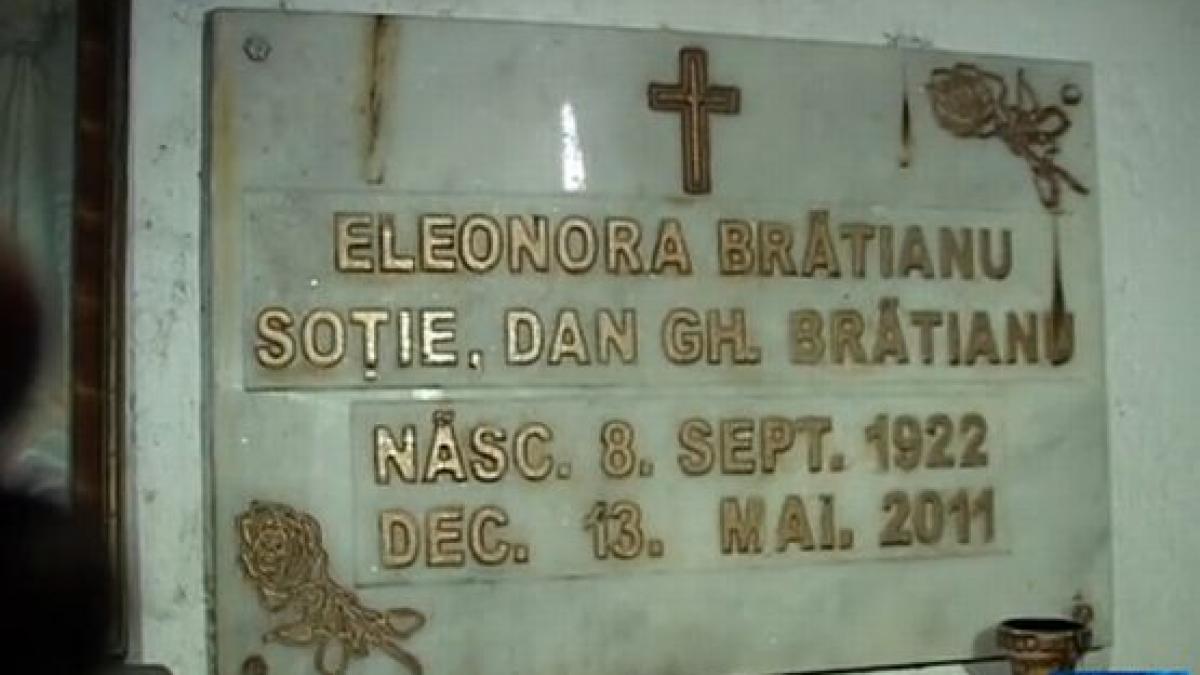 ELEONORA BRĂTIANU
SOȚIE, DAN GH. BRĂTIANU
NĂSC. 8. SEPT. 1922
DEC. 13. MAI. 2011